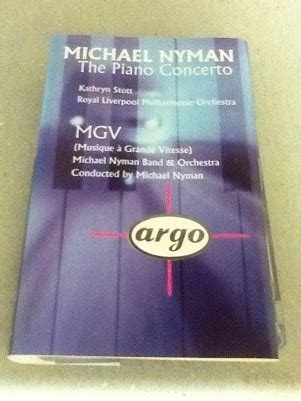 MICHAEL NYMAN
The Piano Concerto
Kathryn Stott
Royal Liverpool Philharmonic Orchestra
MGV
(Musique à Grande Vitesse)
Michael Nyman Band & Orchestra
Conducted by Michael Nyman
argo